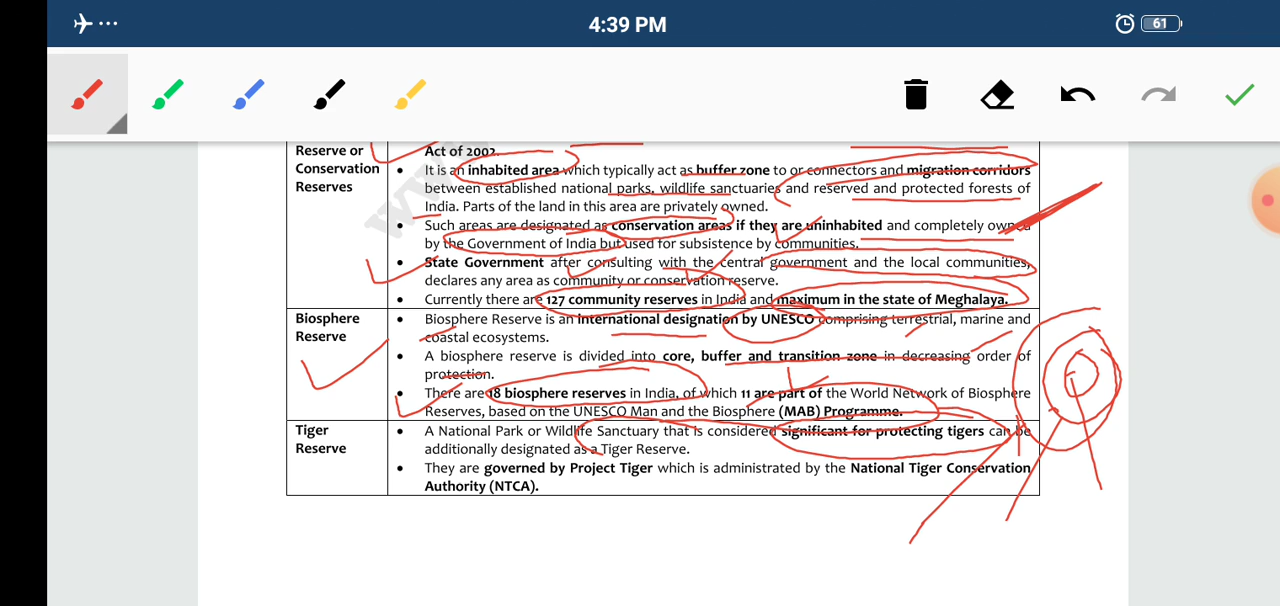 4:39 PM
61
Reserve or
Conservation
Reserves
Act of 2002.
• It is an inhabited area which typically act as buffer zone to or connectors and migration corridors
between established national parks, wildlife sanctuaries and reserved and protected forests of
India. Parts of the land in this area are privately owned.
• Such areas are designated as conservation areas if they are uninhabited and completely owned
by the Government of India but used for subsistence by communities.
• State Government after consulting with the central government and the local communities,
declares any area as community or conservation reserve.
• Currently there are 127 community reserves in India and maximum in the state of Meghalaya.
Biosphere
Reserve
• Biosphere Reserve is an international designation by UNESCO comprising terrestrial, marine and
coastal ecosystems.
• A biosphere reserve is divided into core, buffer and transition zone in decreasing order of
protection.
• There are 18 biosphere reserves in India, of which 11 are part of the World Network of Biosphere
Reserves, based on the UNESCO Man and the Biosphere (MAB) Programme.
Tiger
Reserve
• A National Park or Wildlife Sanctuary that is considered significant for protecting tigers can be
additionally designated as a Tiger Reserve.
• They are governed by Project Tiger which is administrated by the National Tiger Conservation
Authority (NTCA).